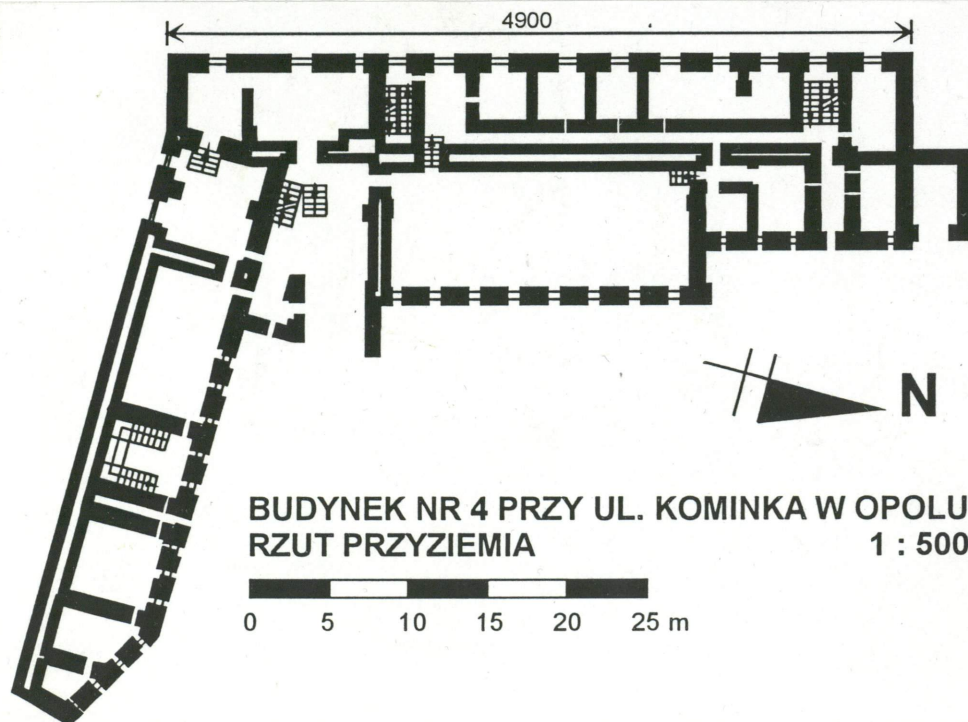 4900
N
BUDYNEK NR 4 PRZY UL. KOMINKA W OPOLU
RZUT PRZYZIEMIA 1 : 500
0 5 10 15 20 25 m